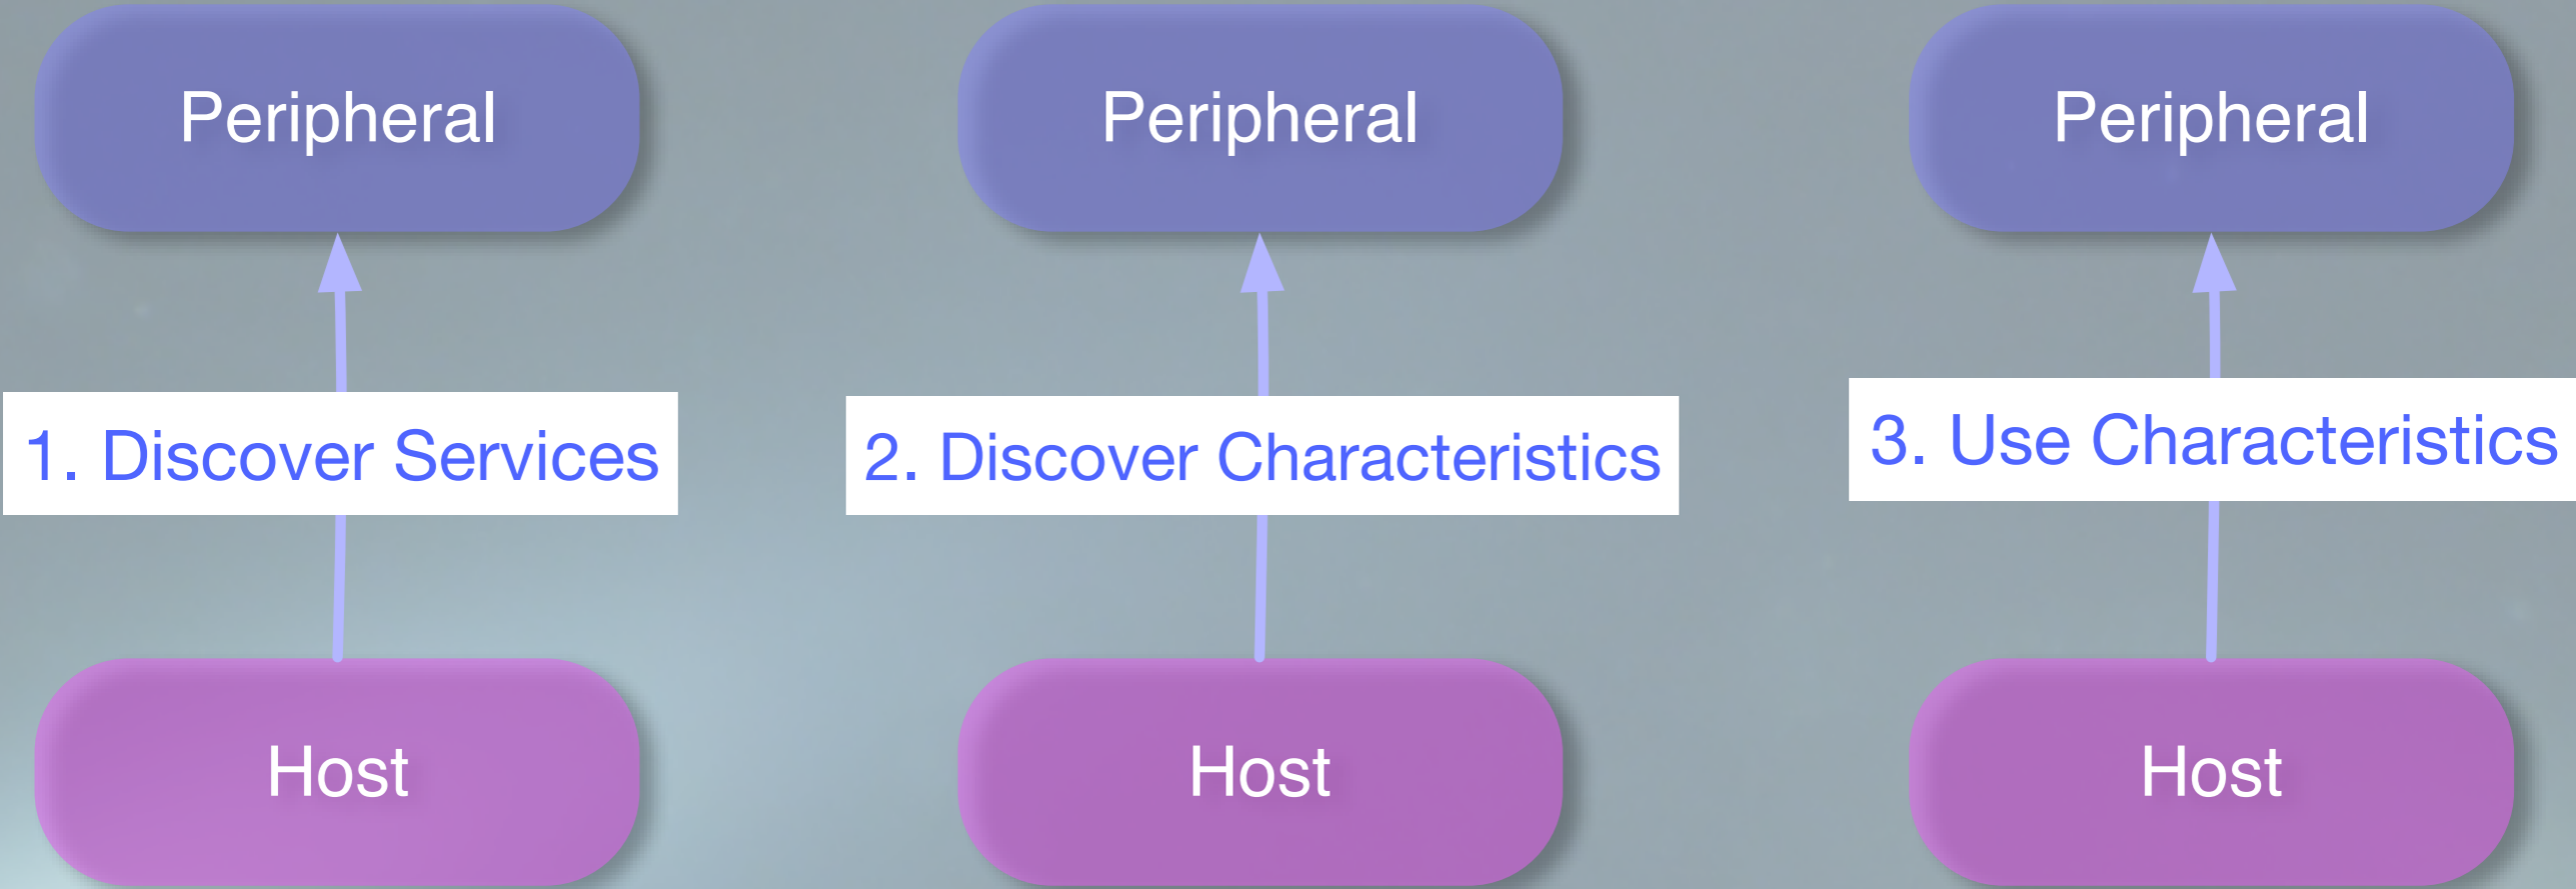 Peripheral
Peripheral
Peripheral
1. Discover Services
2. Discover Characteristics
3. Use Characteristics
Host
Host
Host